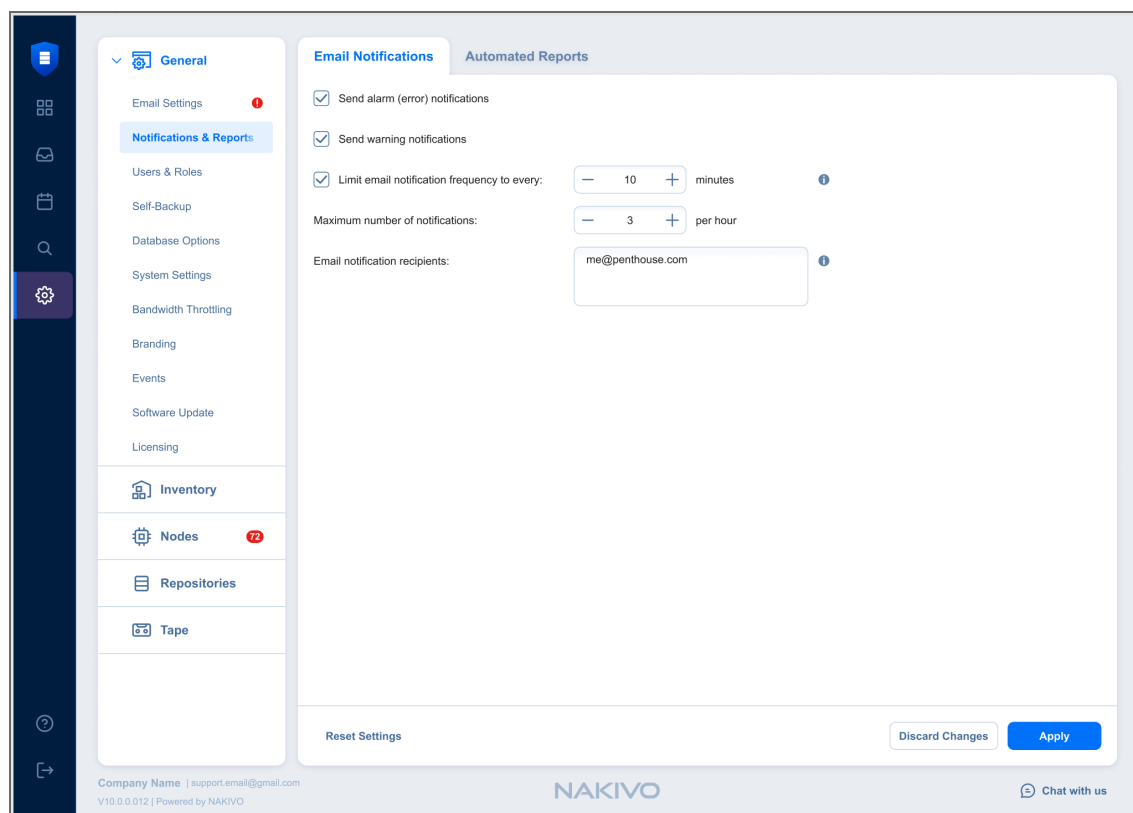 General
Email Settings
Notifications & Reports
Users & Roles
Self-Backup
Database Options
System Settings
Bandwidth Throttling
Branding
Events
Software Update
Licensing
Inventory
Nodes 72
Repositories
Tape
Email Notifications Automated Reports
Send alarm (error) notifications
Send warning notifications
Limit email notification frequency to every: 10 minutes
Maximum number of notifications: 3 per hour
Email notification recipients: me@penthouse.com
Reset Settings Discard Changes Apply
Company Name | support.email@gmail.com
V10.0.0.012 | Powered by NAKIVO
NAKIVO
Chat with us